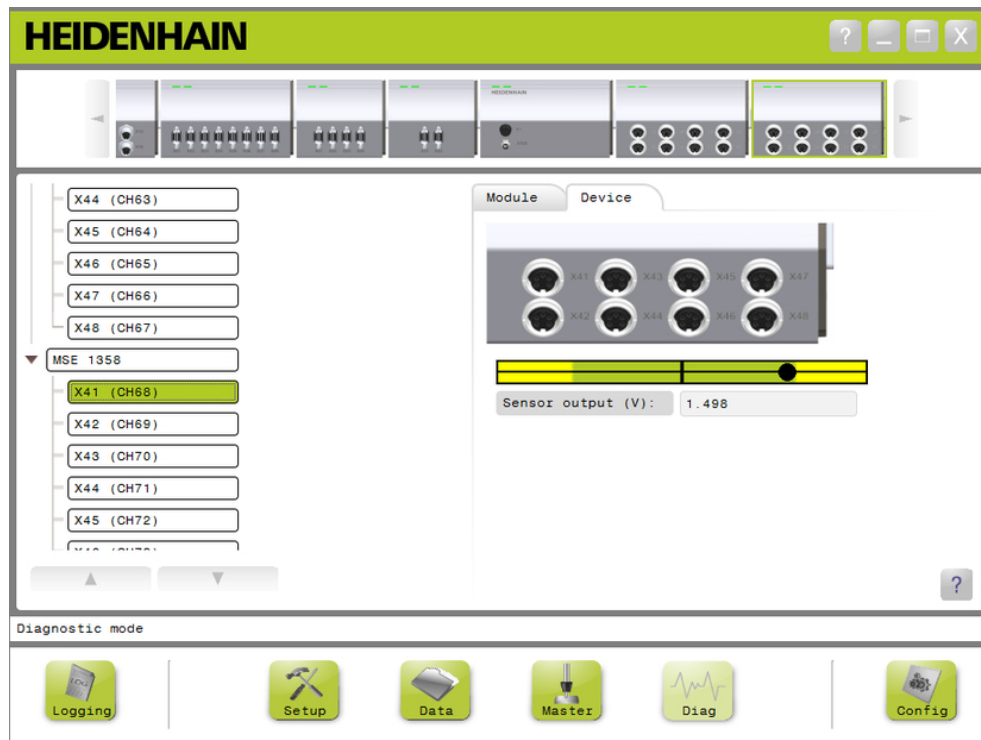 HEIDENHAIN
? _ X
HEIDENHAIN
X44 (CH63)
X45 (CH64)
X46 (CH65)
X47 (CH66)
X48 (CH67)
MSE 1358
X41 (CH68)
X42 (CH69)
X43 (CH70)
X44 (CH71)
X45 (CH72)
Module Device
X41 X43 X45 X47
X42 X44 X46 X48
Sensor output (V): 1.498
?
Diagnostic mode
LOG
Logging Setup Data Master Diag Config